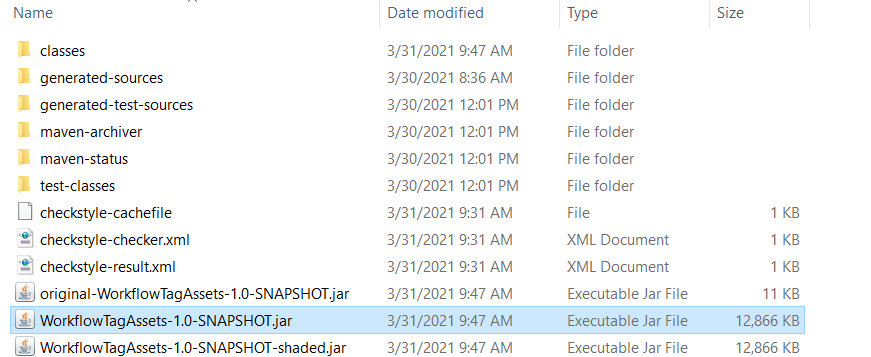 Name Date modified Type Size
classes 3/31/2021 9:47 AM File folder
generated-sources 3/30/2021 8:36 AM File folder
generated-test-sources 3/30/2021 12:01 PM File folder
maven-archiver 3/30/2021 12:01 PM File folder
maven-status 3/30/2021 12:01 PM File folder
test-classes 3/30/2021 12:01 PM File folder
checkstyle-cachefile 3/31/2021 9:31 AM File 1 KB
checkstyle-checker.xml 3/31/2021 9:31 AM XML Document 1 KB
checkstyle-result.xml 3/31/2021 9:31 AM XML Document 1 KB
original-WorkflowTagAssets-1.0-SNAPSHOT.jar 3/31/2021 9:47 AM Executable Jar File 11 KB
WorkflowTagAssets-1.0-SNAPSHOT.jar 3/31/2021 9:47 AM Executable Jar File 12,866 KB
WorkflowTagAssets-1.0-SNAPSHOT-shaded.jar 3/31/2021 9:47 AM Executable Jar File 12,866 KB